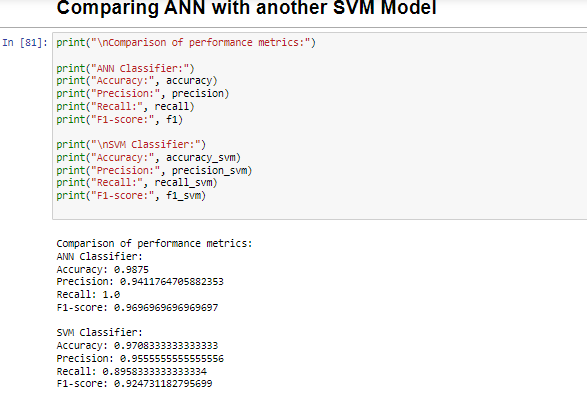 Comparing ANN with another SVM Model
In [81]: print("\nComparison of performance metrics:")
print("ANN Classifier:")
print("Accuracy:", accuracy)
print("Precision:", precision)
print("Recall:", recall)
print("F1-score:", f1)
print("\nSVM Classifier:")
print("Accuracy:", accuracy_svm)
print("Precision:", precision_svm)
print("Recall:", recall_svm)
print("F1-score:", f1_svm)
Comparison of performance metrics:
ANN Classifier:
Accuracy: 0.9875
Precision: 0.9411764705882353
Recall: 1.0
F1-score: 0.9696969696969697
SVM Classifier:
Accuracy: 0.9708333333333333
Precision: 0.9555555555555556
Recall: 0.8958333333333334
F1-score: 0.924731182795699